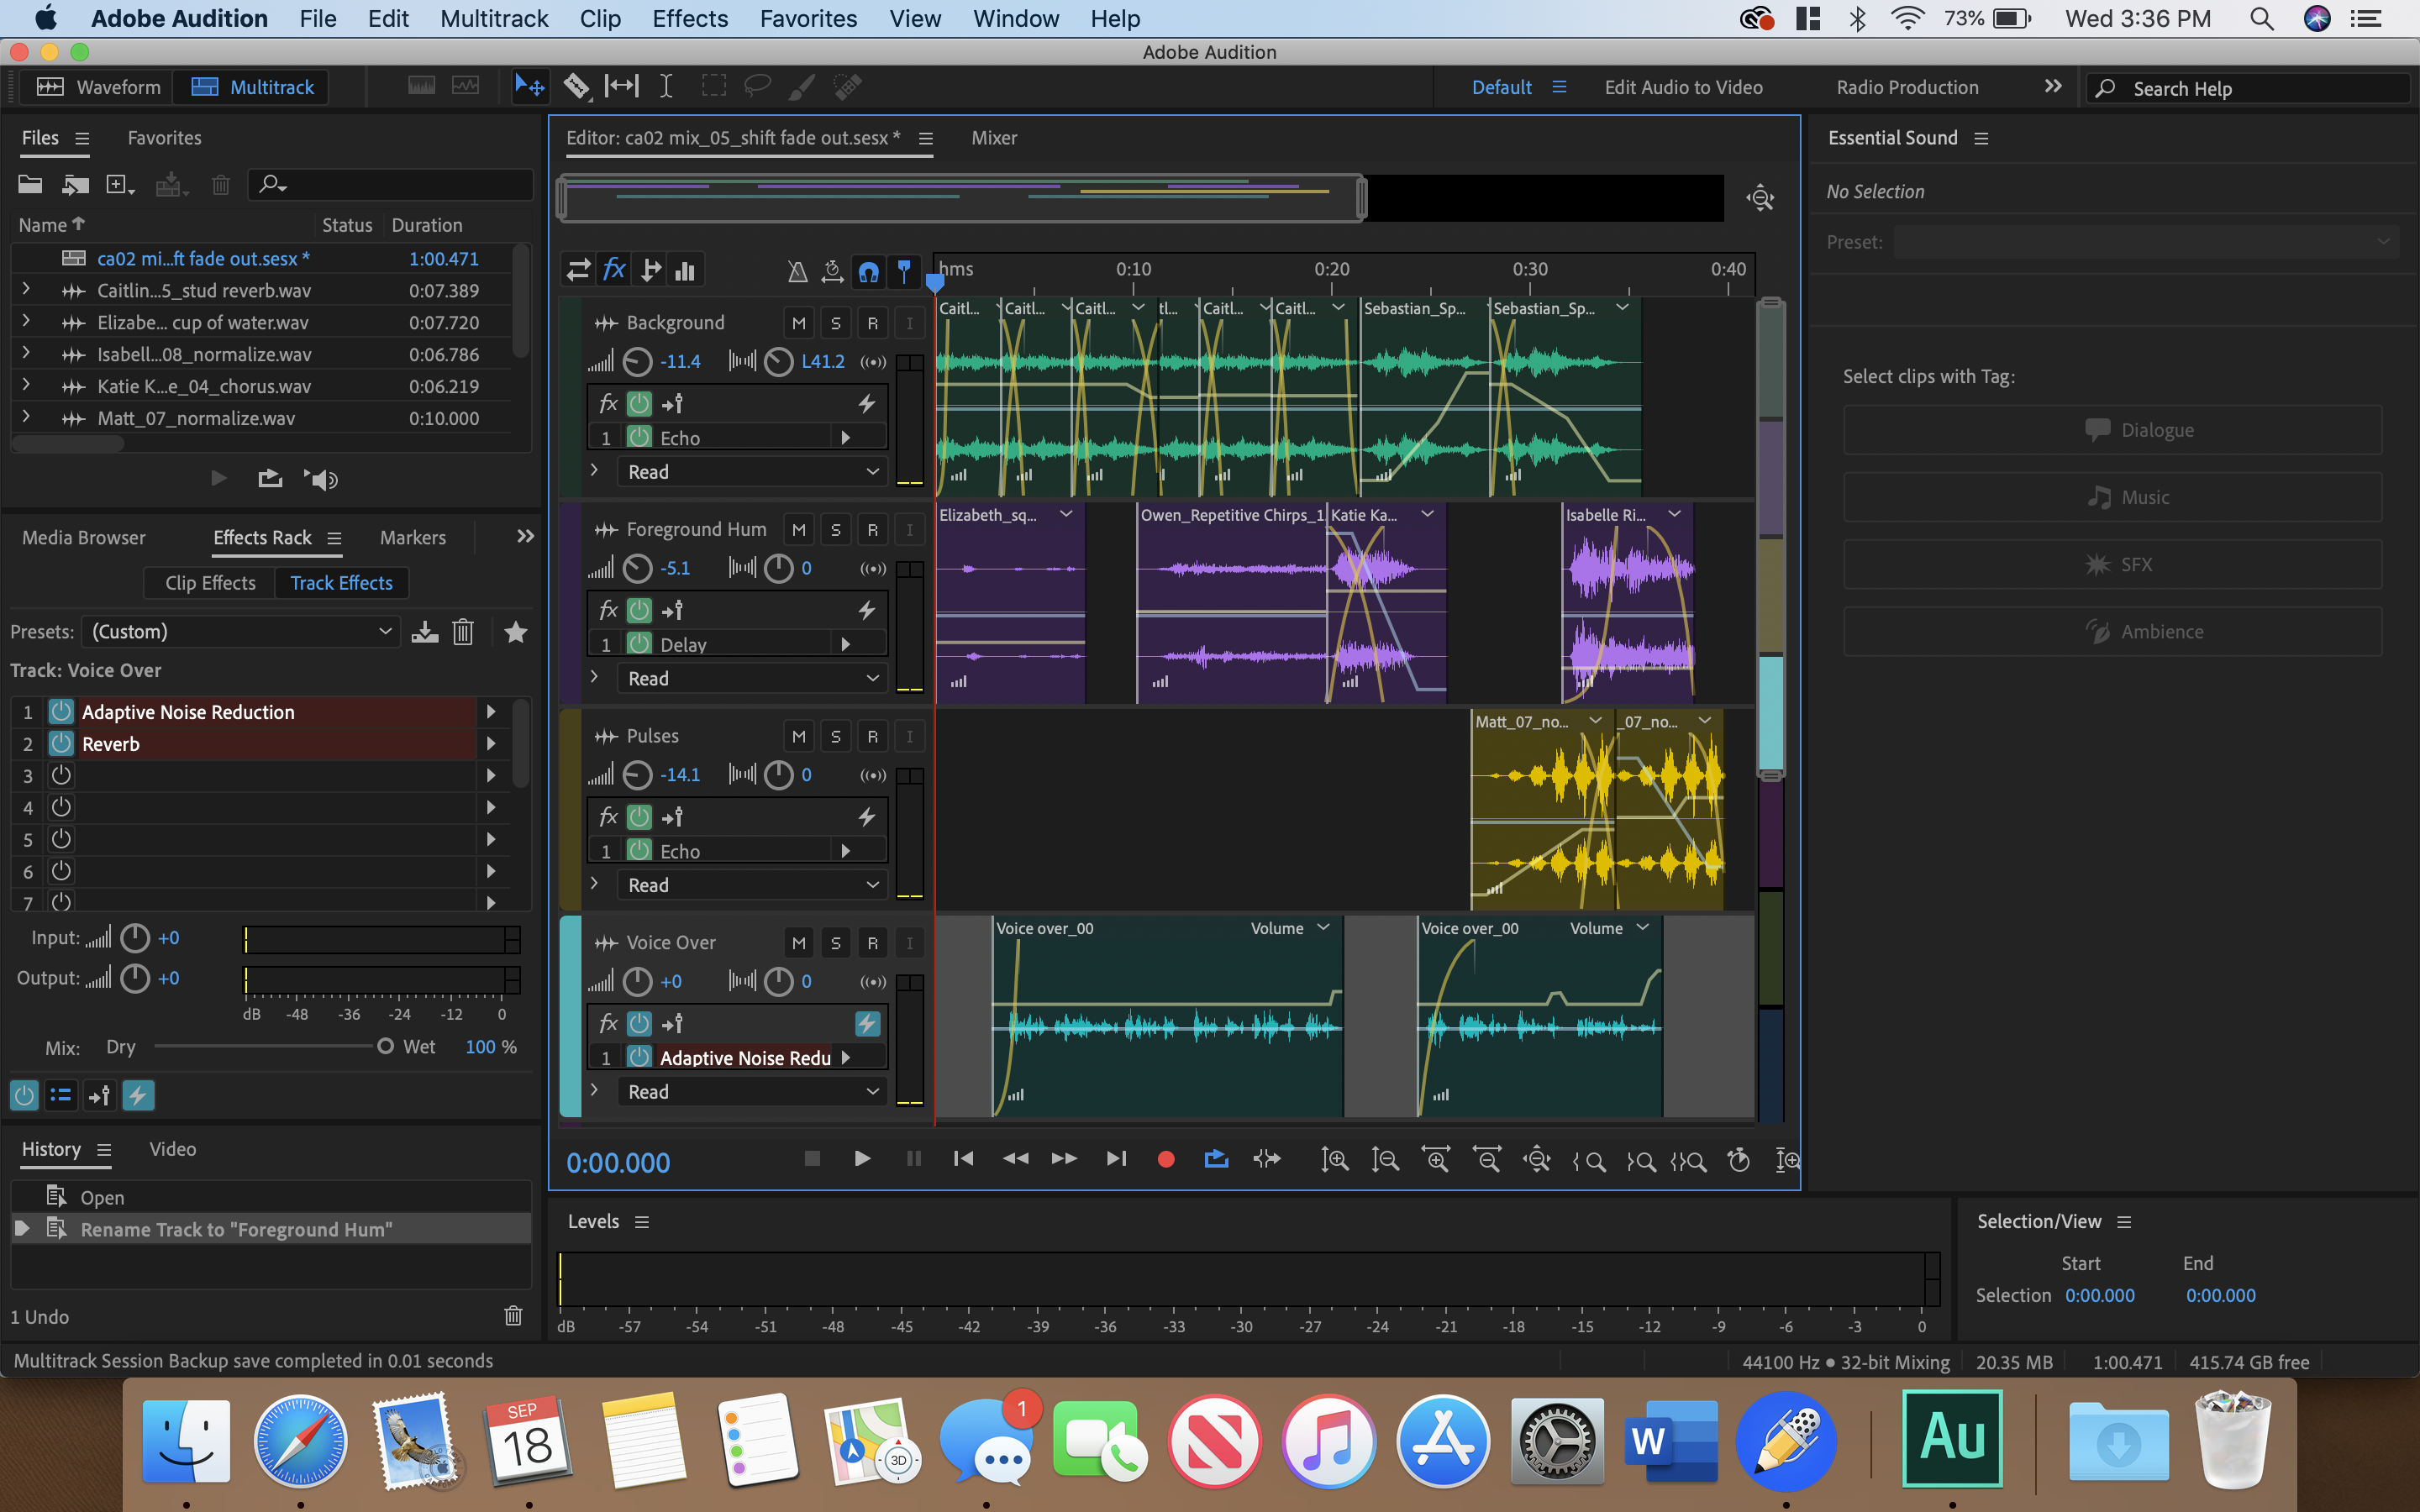 Adobe Audition File Edit Multitrack Clip Effects Favorites View Window Help 73% Wed 3:36 PM
Adobe Audition
Waveform Multitrack Default Edit Audio to Video Radio Production Search Help
Files Favorites
Name Status Duration
ca02 mi...ft fade out.sesx * 1:00.471
Caitlin...5_stud reverb.wav 0:07.389
Elizabe... cup of water.wav 0:07.720
Isabell...08_normalize.wav 0:06.786
Katie K...e_04_chorus.wav 0:06.219
Matt_07_normalize.wav 0:10.000
Media Browser Effects Rack Markers
Clip Effects Track Effects
Presets: (Custom)
Track: Voice Over
1 Adaptive Noise Reduction
2 Reverb
3
4
5
6
7
Input: +0
Output: +0
dB -48 -36 -24 -12 0
Mix: Dry Wet 100 %
History Video
Open
Rename Track to "Foreground Hum"
1 Undo
Multitrack Session Backup save completed in 0.01 seconds
Editor: ca02 mix_05_shift fade out.sesx * Mixer
fx hms 0:10 0:20 0:30 0:40
Background M S R I
-11.4 L41.2
fx
1 Echo
Read
Caitl... Caitl... Caitl... tl... Caitl... Caitl... Sebastian_Sp... Sebastian_Sp...
Foreground Hum M S R I
-5.1 0
fx
1 Delay
Read
Elizabeth_sq... Owen_Repetitive Chirps_1 Katie Ka... Isabelle Ri...
Pulses M S R I
-14.1 0
fx
1 Echo
Read
Matt_07_no... _07_no...
Voice Over M S R I
+0 0
fx
1 Adaptive Noise Redu
Read
Voice over_00 Volume Voice over_00 Volume
0:00.000
Levels
dB -57 -54 -51 -48 -45 -42 -39 -36 -33 -30 -27 -24 -21 -18 -15 -12 -9 -6 -3 0
Essential Sound
No Selection
Preset:
Select clips with Tag:
Dialogue
Music
SFX
Ambience
Selection/View
Start End
Selection 0:00.000 0:00.000
44100 Hz ● 32-bit Mixing 20.35 MB 1:00.471 415.74 GB free
SEP
18
3D
1
W
Au